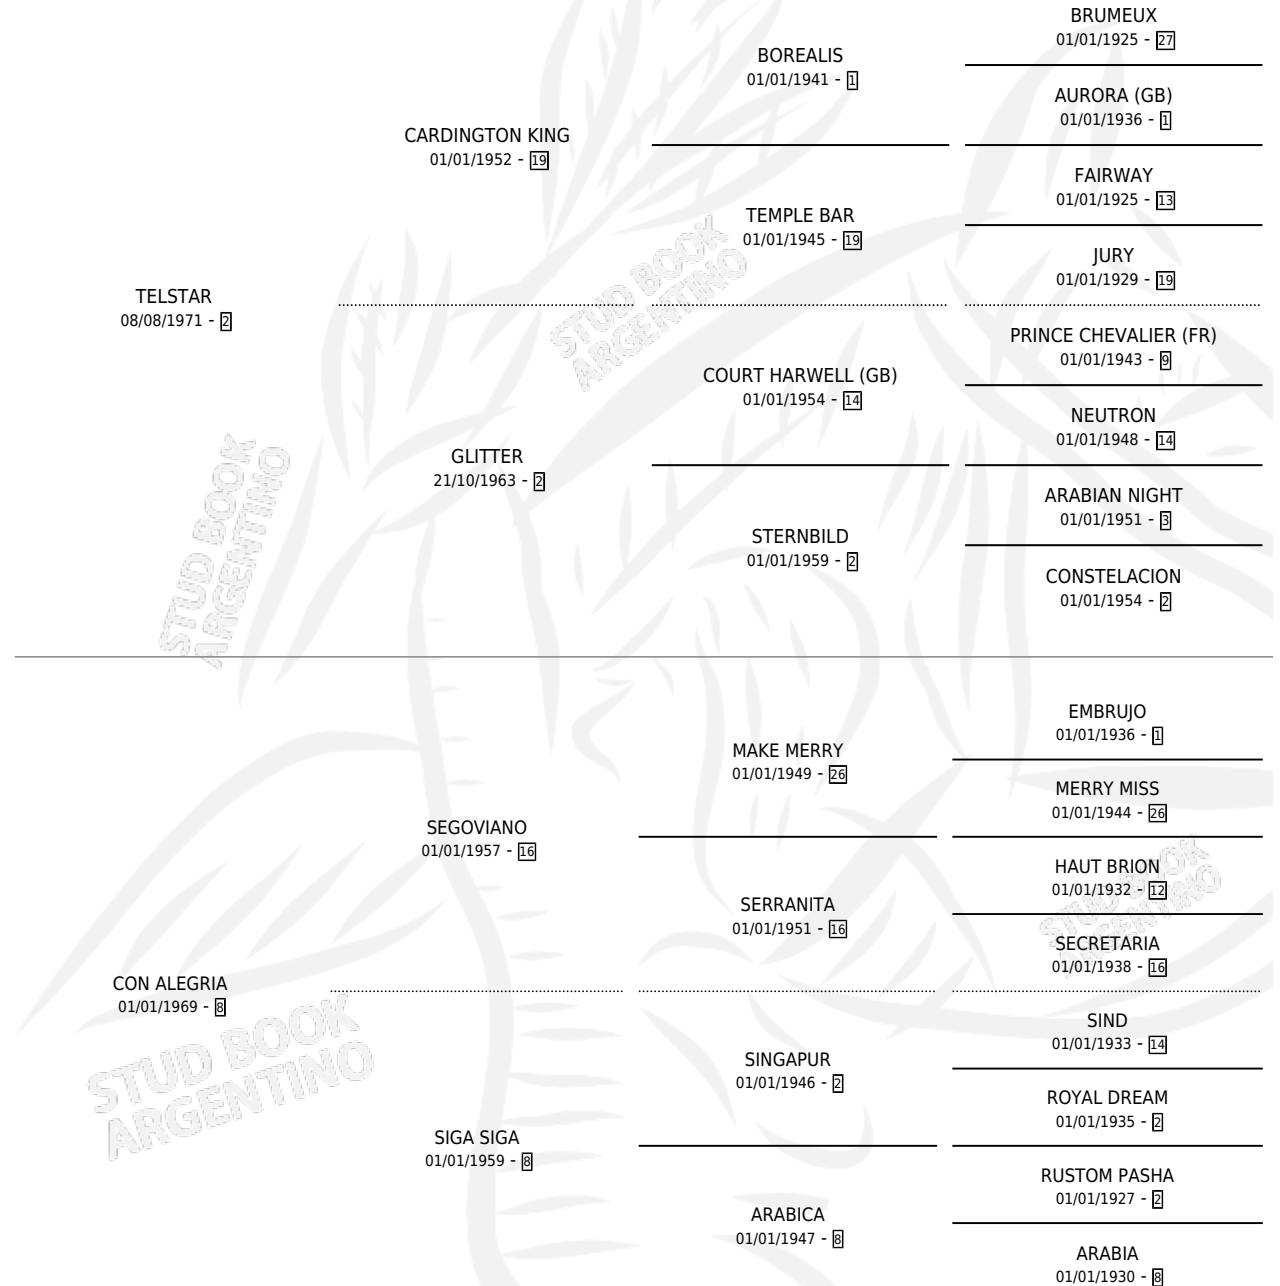 BRUMEUX
01/01/1925 - 27
BOREALIS
01/01/1941 - 1
AURORA (GB)
01/01/1936 - 1
CARDINGTON KING
01/01/1952 - 19
FAIRWAY
01/01/1925 - 13
TEMPLE BAR
01/01/1945 - 19
JURY
01/01/1929 - 19
TELSTAR
08/08/1971 - 2
PRINCE CHEVALIER (FR)
01/01/1943 - 9
COURT HARWELL (GB)
01/01/1954 - 14
NEUTRON
01/01/1948 - 14
GLITTER
21/10/1963 - 2
ARABIAN NIGHT
01/01/1951 - 3
STERNBILD
01/01/1959 - 2
CONSTELACION
01/01/1954 - 2
EMBRUJO
01/01/1936 - 1
MAKE MERRY
01/01/1949 - 26
MERRY MISS
01/01/1944 - 26
SEGOVIANO
01/01/1957 - 16
HAUT BRION
01/01/1932 - 12
SERRANITA
01/01/1951 - 16
SECRETARIA
01/01/1938 - 16
CON ALEGRIA
01/01/1969 - 8
SIND
01/01/1933 - 14
SINGAPUR
01/01/1946 - 2
ROYAL DREAM
01/01/1935 - 2
SIGA SIGA
01/01/1959 - 8
RUSTOM PASHA
01/01/1927 - 2
ARABICA
01/01/1947 - 8
ARABIA
01/01/1930 - 8
STUD BOOK
ARGENTINO
STUD BOOK
ARGENTINO
STUD BOOK
ARGENTINO
STUD BOOK
ARGENTINO